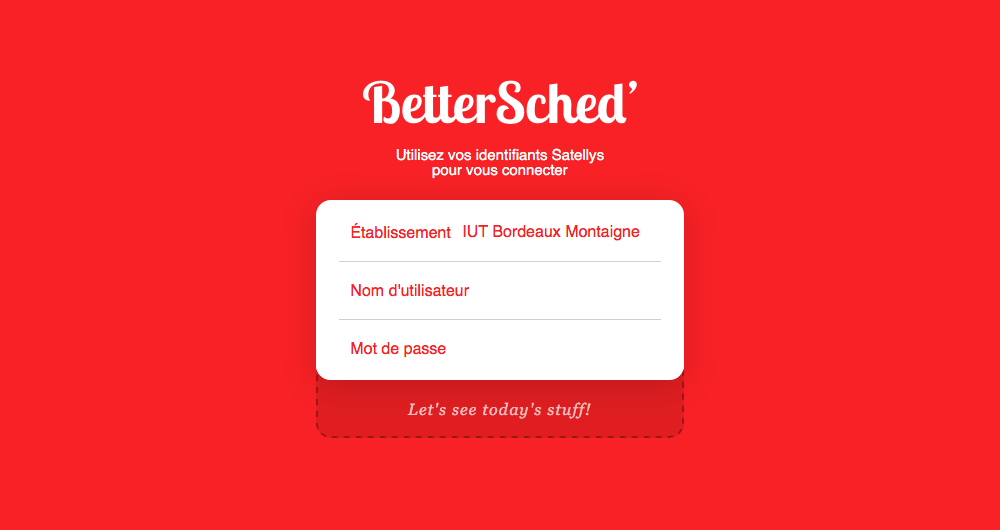 BetterSched’
Utilisez vos identifiants Satellys
pour vous connecter
Établissement IUT Bordeaux Montaigne
Nom d'utilisateur
Mot de passe
Let's see today's stuff!